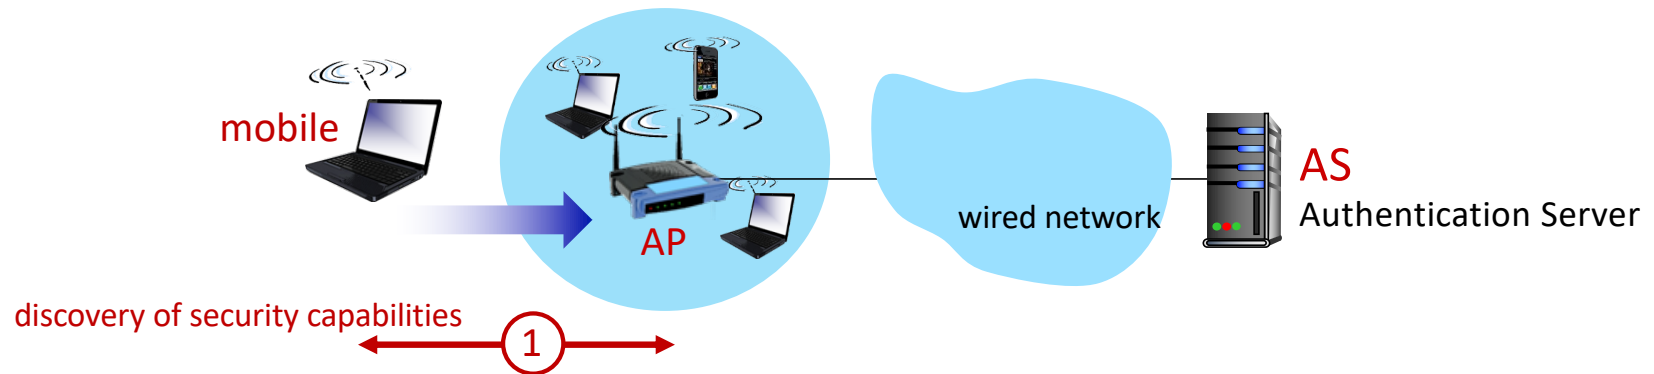 mobile
AP
wired network
AS
Authentication Server
discovery of security capabilities
1